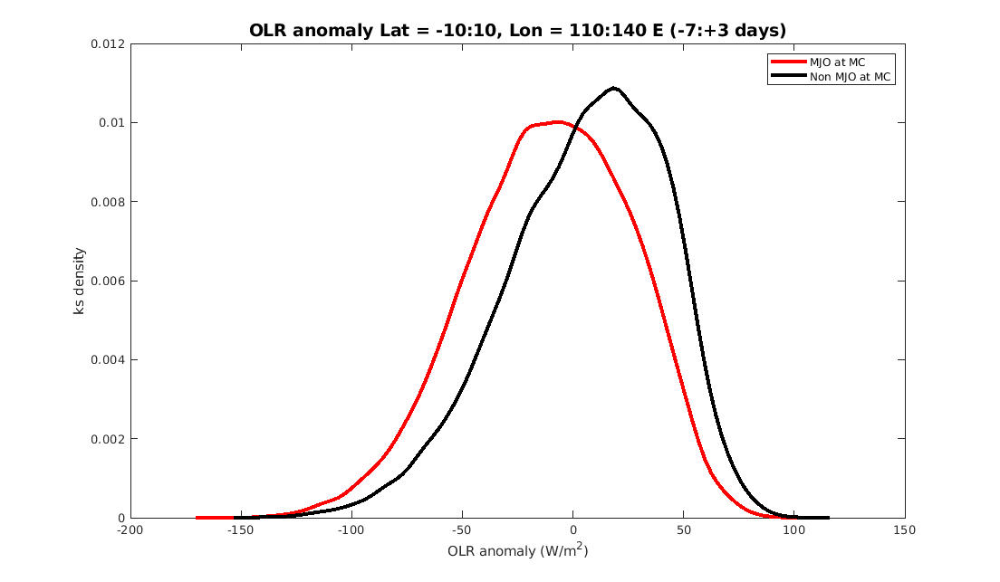 OLR anomaly Lat = -10:10, Lon = 110:140 E (-7:+3 days)
MJO at MC
Non MJO at MC
0.012
0.01
0.008
0.006
0.004
0.002
0
ks density
-200 -150 -100 -50 0 50 100 150
OLR anomaly (W/m²)